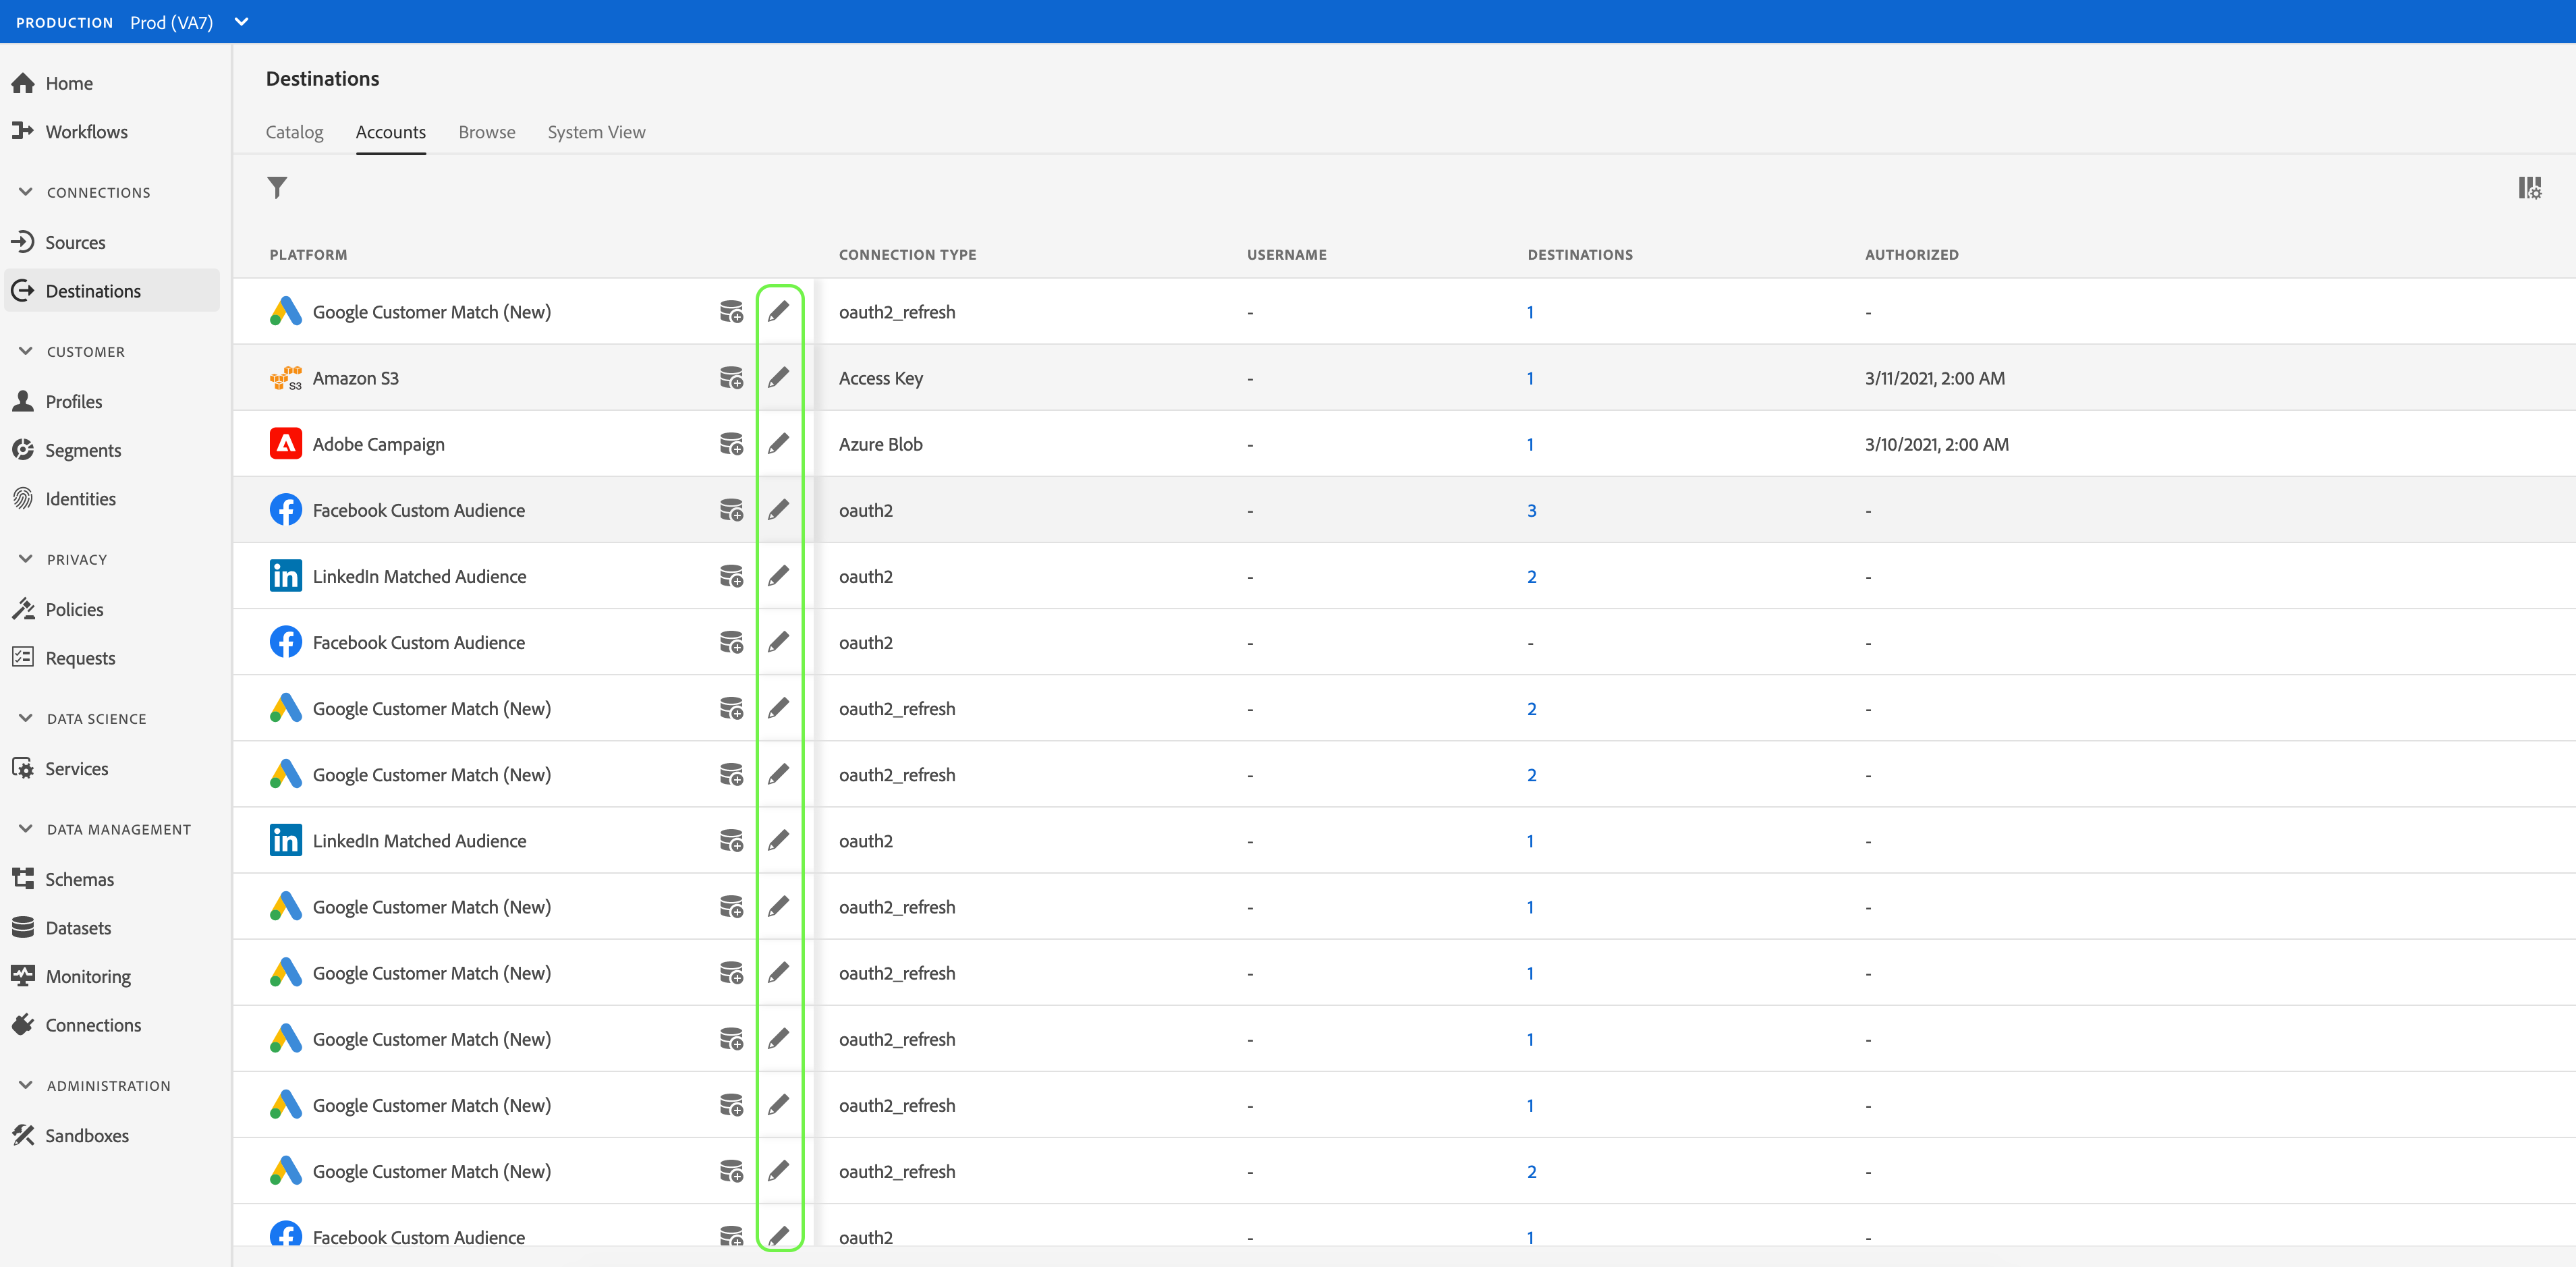 PRODUCTION Prod (VA7)
Home
Workflows
CONNECTIONS
Sources
Destinations
CUSTOMER
Profiles
Segments
Identities
PRIVACY
Policies
Requests
DATA SCIENCE
Services
DATA MANAGEMENT
Schemas
Datasets
Monitoring
Connections
ADMINISTRATION
Sandboxes
Destinations
Catalog Accounts Browse System View
PLATFORM CONNECTION TYPE USERNAME DESTINATIONS AUTHORIZED
Google Customer Match (New) oauth2_refresh - 1 -
S3 Amazon S3 Access Key - 1 3/11/2021, 2:00 AM
Adobe Campaign Azure Blob - 1 3/10/2021, 2:00 AM
Facebook Custom Audience oauth2 - 3 -
in LinkedIn Matched Audience oauth2 - 2 -
Facebook Custom Audience oauth2 - - -
Google Customer Match (New) oauth2_refresh - 2 -
Google Customer Match (New) oauth2_refresh - 2 -
in LinkedIn Matched Audience oauth2 - 1 -
Google Customer Match (New) oauth2_refresh - 1 -
Google Customer Match (New) oauth2_refresh - 1 -
Google Customer Match (New) oauth2_refresh - 1 -
Google Customer Match (New) oauth2_refresh - 1 -
Google Customer Match (New) oauth2_refresh - 2 -
Facebook Custom Audience oauth2 - 1 -